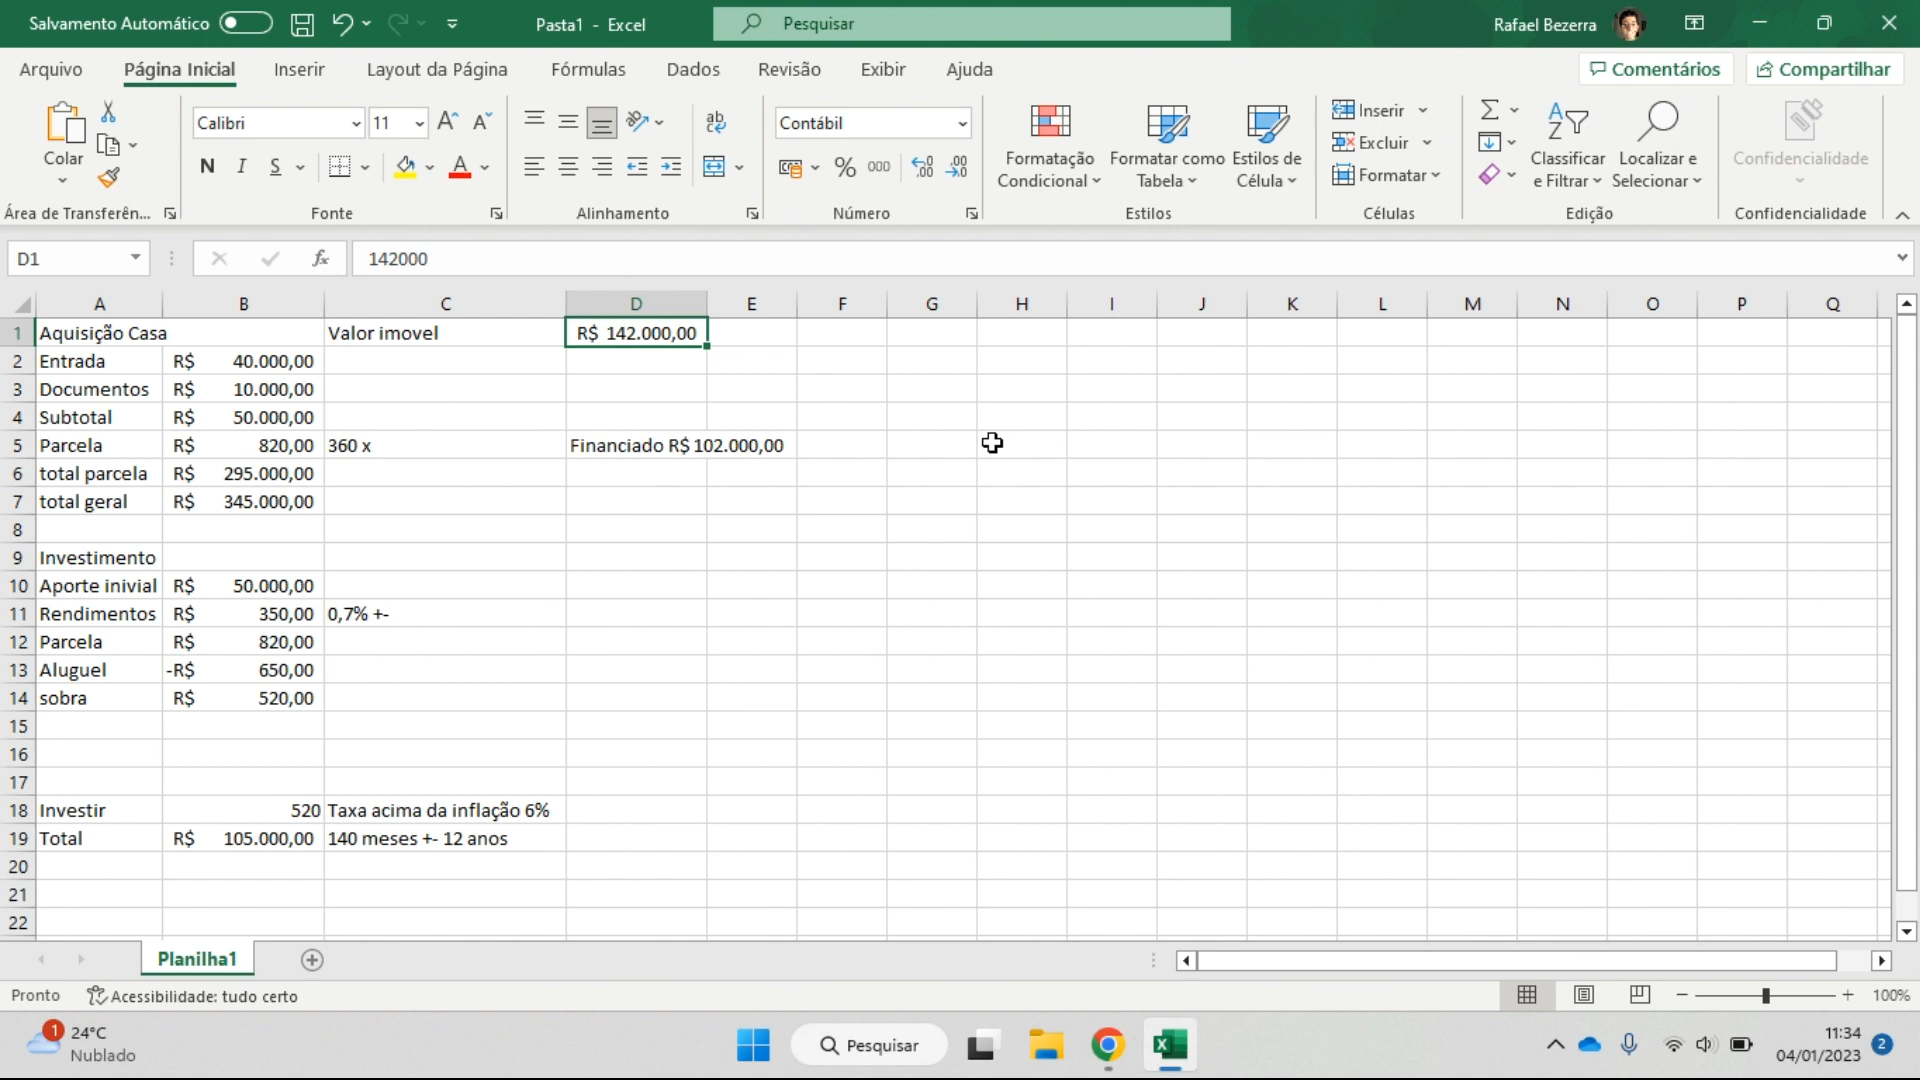 Salvamento Automático
Pasta1 - Excel
Pesquisar
Rafael Bezerra
Arquivo
Página Inicial
Inserir
Layout da Página
Fórmulas
Dados
Revisão
Exibir
Ajuda
Comentários
Compartilhar
Colar
Área de Transferên...
Calibri
11
N I S
Fonte
ab
Alinhamento
Contábil
% 000
Número
Formatação Condicional
Formatar como Tabela
Estilos de Célula
Estilos
Inserir
Excluir
Formatar
Células
Classificar e Filtrar
Localizar e Selecionar
Edição
Confidencialidade
Confidencialidade
D1
fx
142000
A B C D E F G H I J K L M N O P Q
1 Aquisição Casa Valor imovel R$ 142.000,00
2 Entrada R$ 40.000,00
3 Documentos R$ 10.000,00
4 Subtotal R$ 50.000,00
5 Parcela R$ 820,00 360 x Financiado R$ 102.000,00
6 total parcela R$ 295.000,00
7 total geral R$ 345.000,00
8
9 Investimento
10 Aporte inivial R$ 50.000,00
11 Rendimentos R$ 350,00 0,7% +-
12 Parcela R$ 820,00
13 Aluguel -R$ 650,00
14 sobra R$ 520,00
15
16
17
18 Investir 520 Taxa acima da inflação 6%
19 Total R$ 105.000,00 140 meses +- 12 anos
20
21
22
Planilha1
Pronto
Acessibilidade: tudo certo
100%
1
24°C
Nublado
Pesquisar
11:34
04/01/2023
2